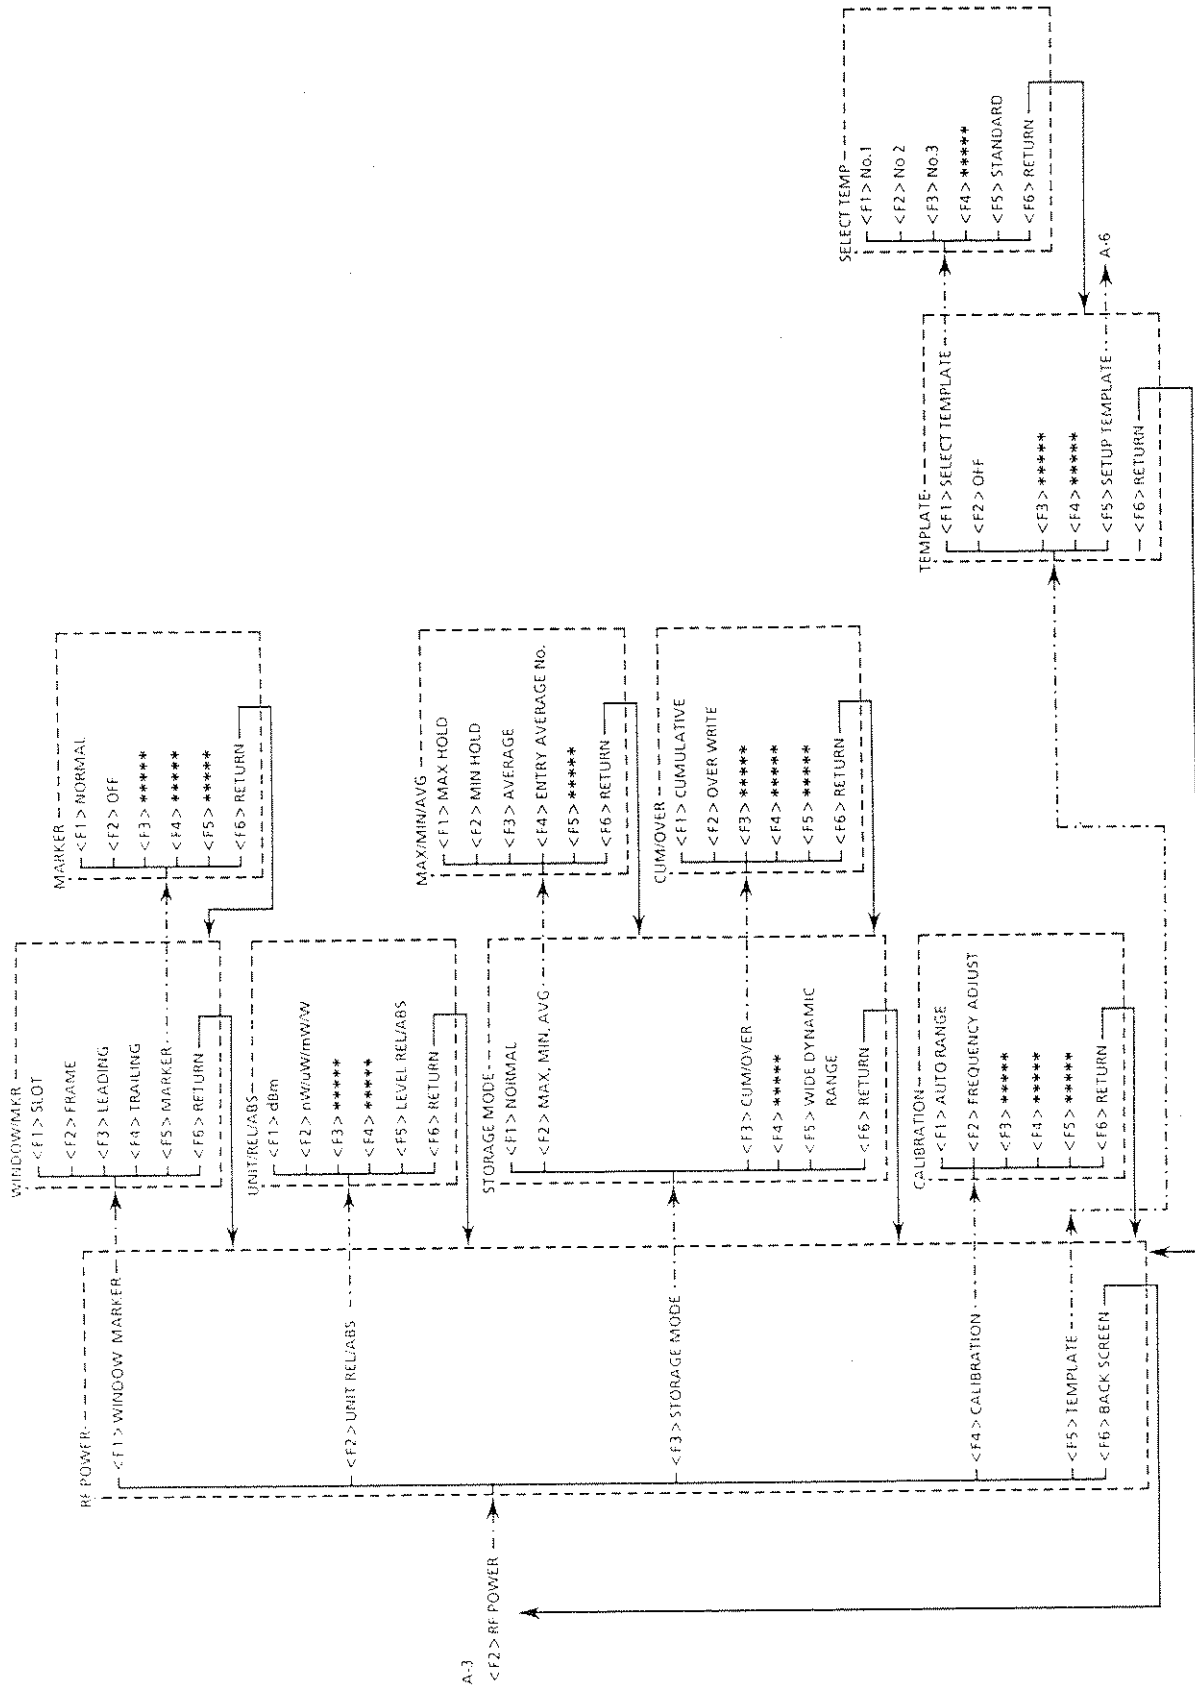 A-3
<F2> RF POWER
RF POWER
<F1> WINDOW MARKER
<F2> UNIT REL/ABS
<F3> STORAGE MODE
<F4> CALIBRATION
<F5> TEMPLATE
<F6> BACK SCREEN
WINDOW/MKR
<F1> SLOT
<F2> FRAME
<F3> LEADING
<F4> TRAILING
<F5> MARKER
<F6> RETURN
UNIT/REL/ABS
<F1> dBm
<F2> nW/uW/mW/W
<F3> *****
<F4> *****
<F5> LEVEL REL/ABS
<F6> RETURN
STORAGE MODE
<F1> NORMAL
<F2> MAX, MIN, AVG
<F3> CUM/OVER
<F4> *****
<F5> WIDE DYNAMIC
RANGE
<F6> RETURN
CALIBRATION
<F1> AUTO RANGE
<F2> FREQUENCY ADJUST
<F3> *****
<F4> *****
<F5> *****
<F6> RETURN
MARKER
<F1> NORMAL
<F2> OFF
<F3> *****
<F4> *****
<F5> *****
<F6> RETURN
MAX/MIN/AVG
<F1> MAX HOLD
<F2> MIN HOLD
<F3> AVERAGE
<F4> ENTRY AVERAGE No.
<F5> *****
<F6> RETURN
CUM/OVER
<F1> CUMULATIVE
<F2> OVER WRITE
<F3> *****
<F4> *****
<F5> *****
<F6> RETURN
TEMPLATE
<F1> SELECT TEMPLATE
<F2> OFF
<F3> *****
<F4> *****
<F5> SETUP TEMPLATE
A-6
<F6> RETURN
SELECT TEMP
<F1> No.1
<F2> No 2
<F3> No.3
<F4> *****
<F5> STANDARD
<F6> RETURN